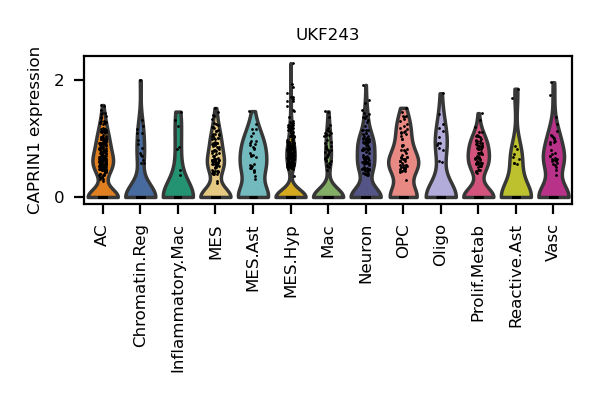 UKF243
CAPRIN1 expression
2
0
AC
Chromatin.Reg
Inflammatory.Mac
MES
MES.Ast
MES.Hyp
Mac
Neuron
OPC
Oligo
Prolif.Metab
Reactive.Ast
Vasc